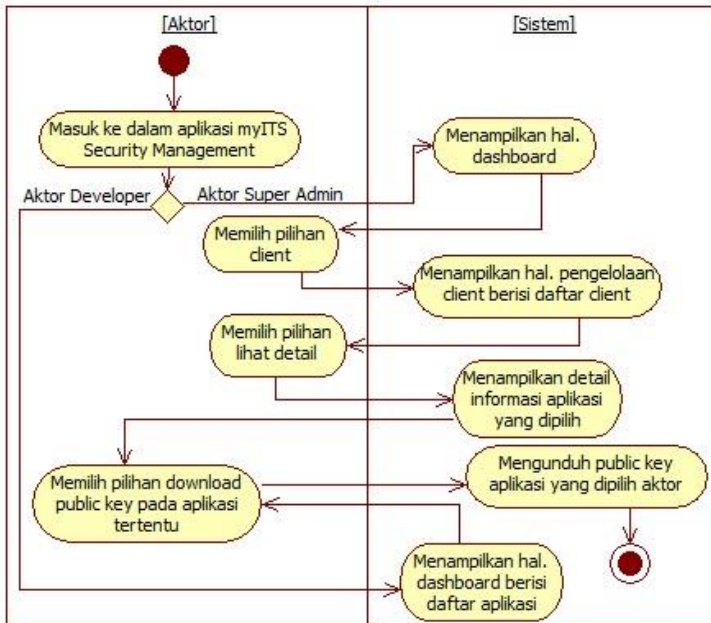 [Aktor]
[Sistem]
Masuk ke dalam aplikasi myITS
Security Management
Menampilkan hal.
dashboard
Aktor Developer
Aktor Super Admin
Memilih pilihan
client
Menampilkan hal. pengelolaan
client berisi daftar client
Memilih pilihan
lihat detail
Menampilkan detail
informasi aplikasi
yang dipilih
Memilih pilihan download
public key pada aplikasi
tertentu
Mengunduh public key
aplikasi yang dipilih aktor
Menampilkan hal.
dashboard berisi
daftar aplikasi